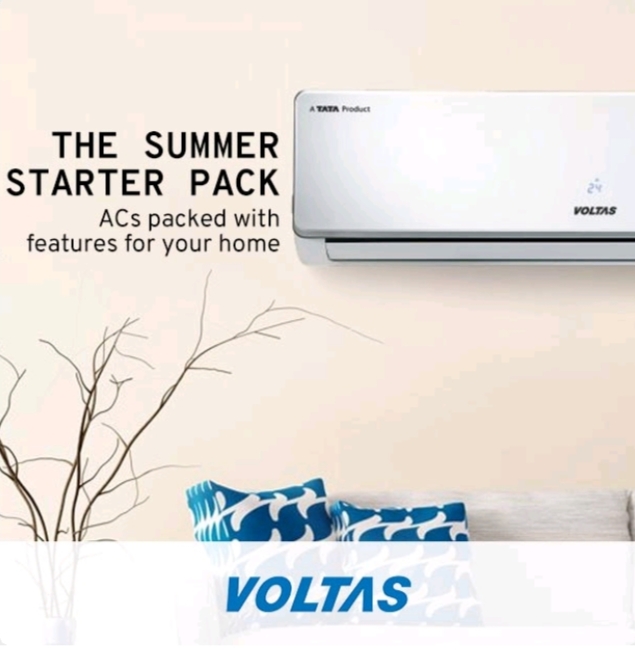 THE SUMMER
STARTER PACK
ACs packed with
features for your home
A TATA Product
24
VOLTAS
VOLTAS